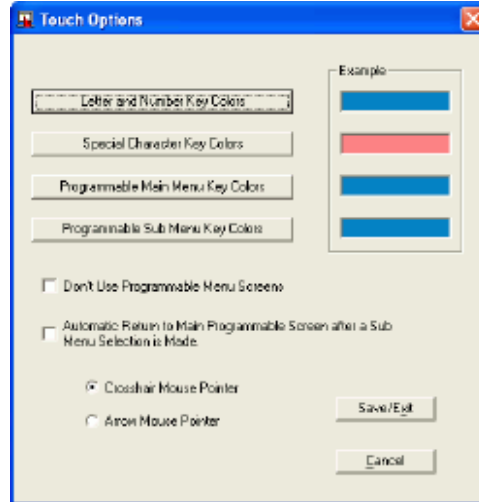 Touch Options
Example
Letter and Number Key Colors
Special Character Key Colors
Programmable Main Menu Key Colors
Programmable Sub Menu Key Colors
Don't Use Programmable Menu Screens
Automatic Return to Main Programmable Screen after a Sub
Menu Selection is Made.
Crosshair Mouse Pointer
Arrow Mouse Pointer
Save/Exit
Cancel